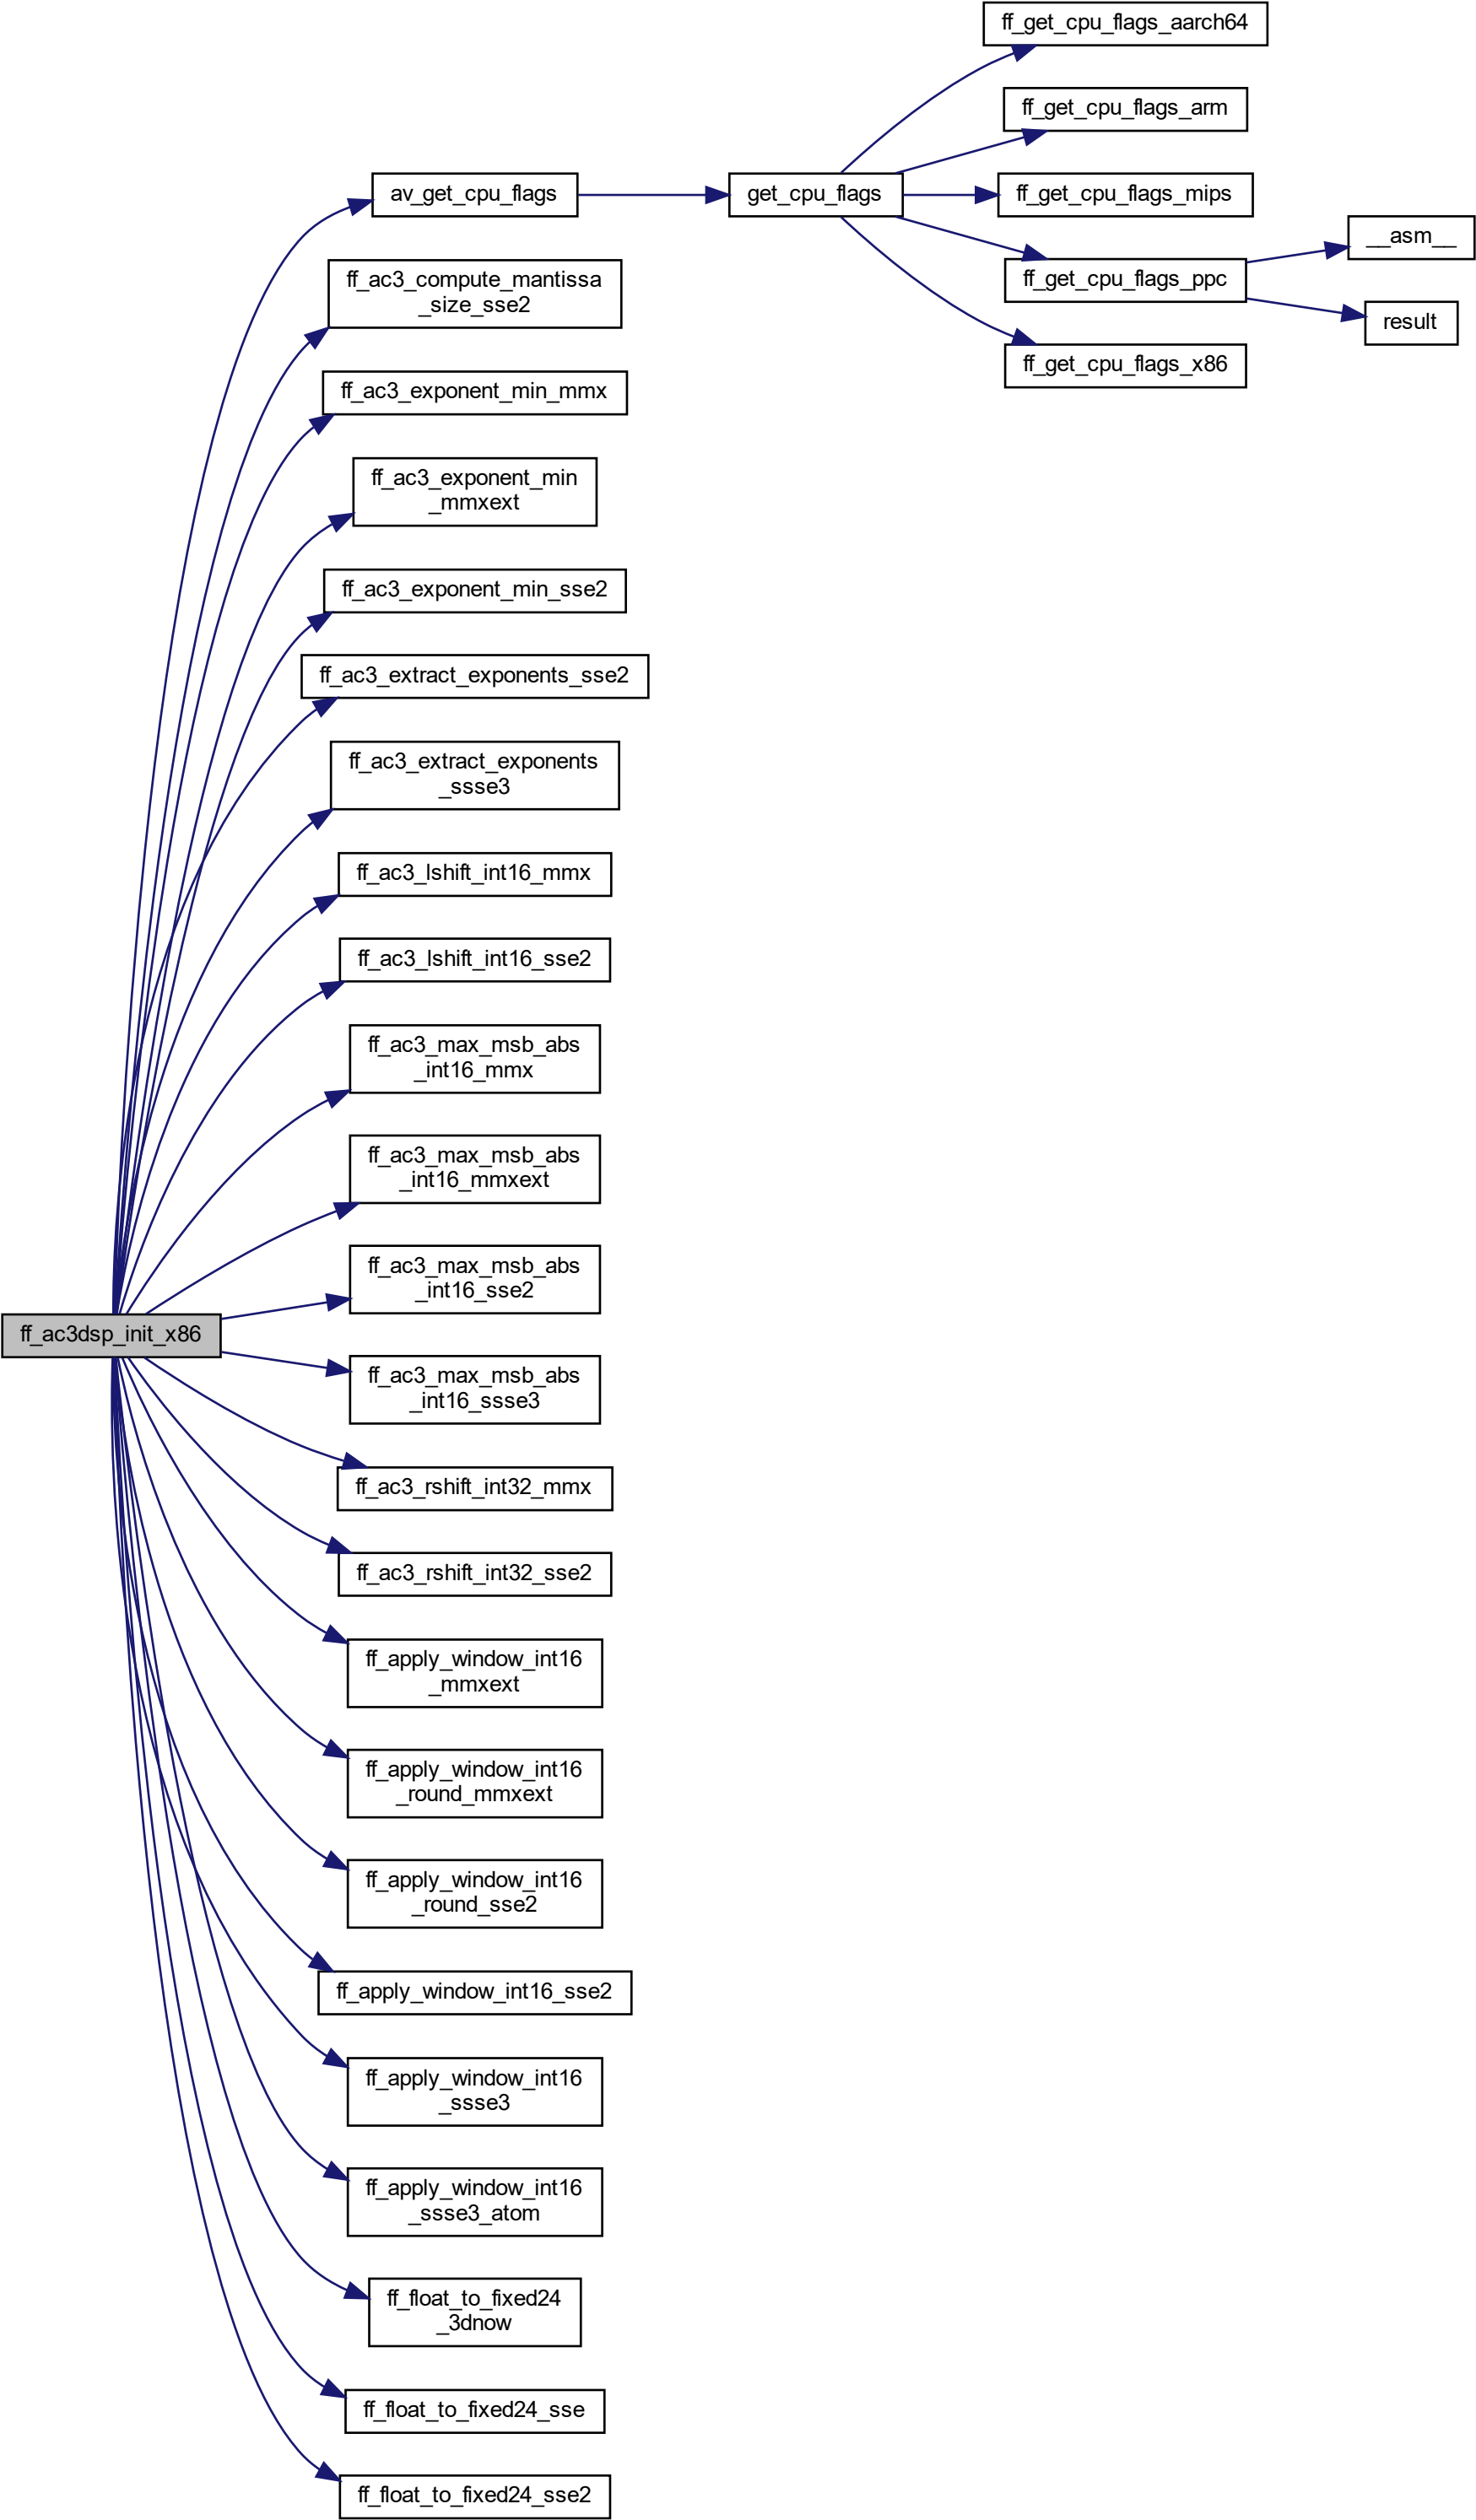 ff_get_cpu_flags_aarch64
ff_get_cpu_flags_arm
av_get_cpu_flags
get_cpu_flags
ff_get_cpu_flags_mips
__asm__
ff_get_cpu_flags_ppc
result
ff_get_cpu_flags_x86
ff_ac3_compute_mantissa
_size_sse2
ff_ac3_exponent_min_mmx
ff_ac3_exponent_min
_mmxext
ff_ac3_exponent_min_sse2
ff_ac3_extract_exponents_sse2
ff_ac3_extract_exponents
_ssse3
ff_ac3_lshift_int16_mmx
ff_ac3_lshift_int16_sse2
ff_ac3_max_msb_abs
_int16_mmx
ff_ac3_max_msb_abs
_int16_mmxext
ff_ac3_max_msb_abs
_int16_sse2
ff_ac3dsp_init_x86
ff_ac3_max_msb_abs
_int16_ssse3
ff_ac3_rshift_int32_mmx
ff_ac3_rshift_int32_sse2
ff_apply_window_int16
_mmxext
ff_apply_window_int16
_round_mmxext
ff_apply_window_int16
_round_sse2
ff_apply_window_int16_sse2
ff_apply_window_int16
_ssse3
ff_apply_window_int16
_ssse3_atom
ff_float_to_fixed24
_3dnow
ff_float_to_fixed24_sse
ff_float_to_fixed24_sse2